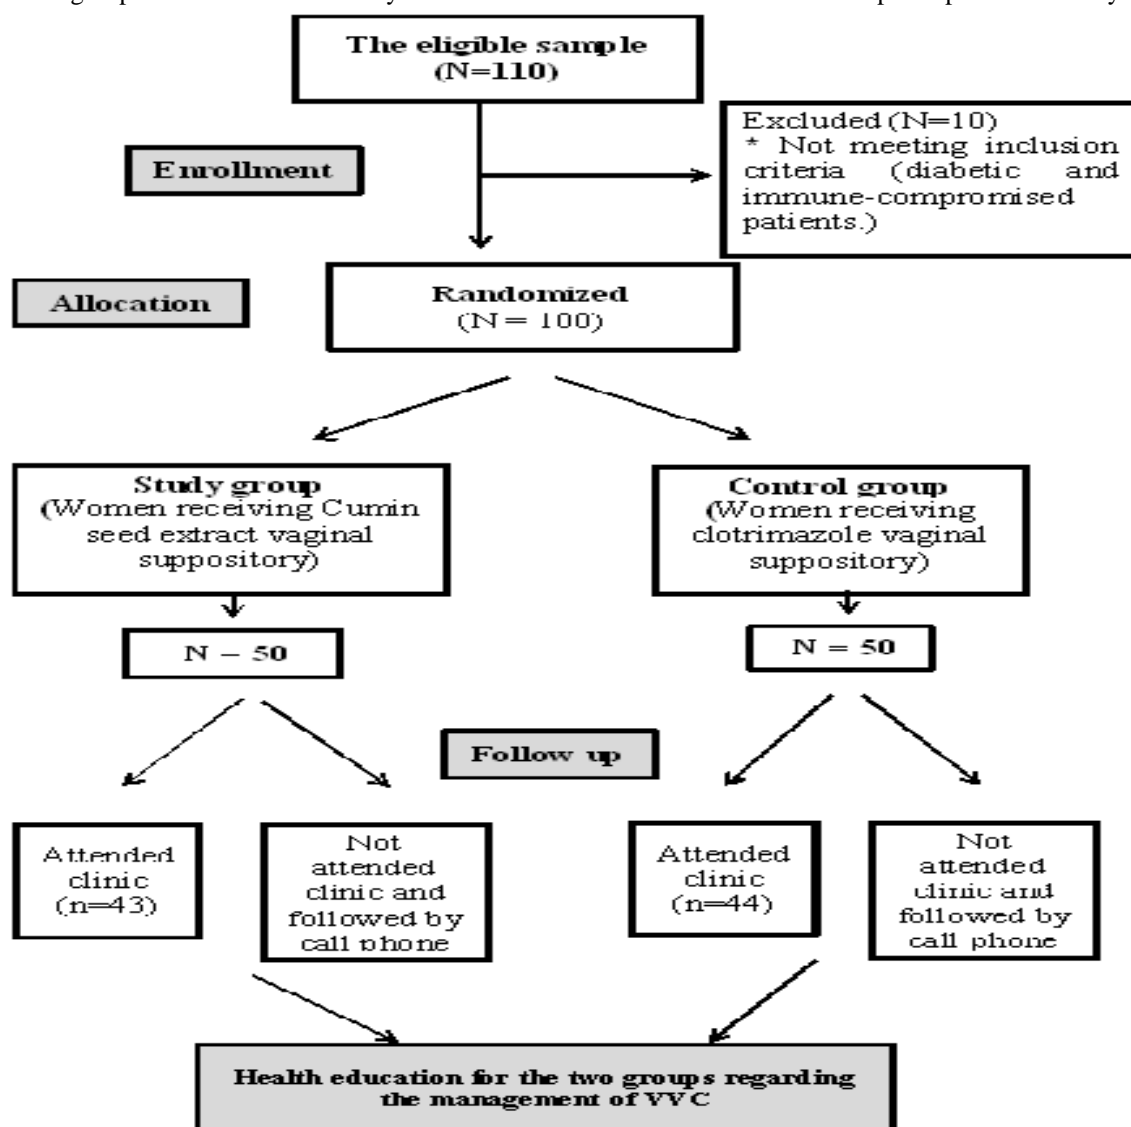 The eligible sample
(N=110)
Excluded (N=10)
* Not meeting inclusion
criteria (diabetic and
immune-compromised
patients.)
Enrollment
Allocation
Randomized
(N = 100)
Study group
(Women receiving Cumin
seed extract vaginal
suppository)
Control group
(Women receiving
clotrimazole vaginal
suppository)
N – 50
N = 50
Follow up
Attended
clinic
(n=43)
Not
attended
clinic and
followed by
call phone
Attended
clinic
(n=44)
Not
attended
clinic and
followed by
call phone
Health education for the two groups regarding
the management of VVC